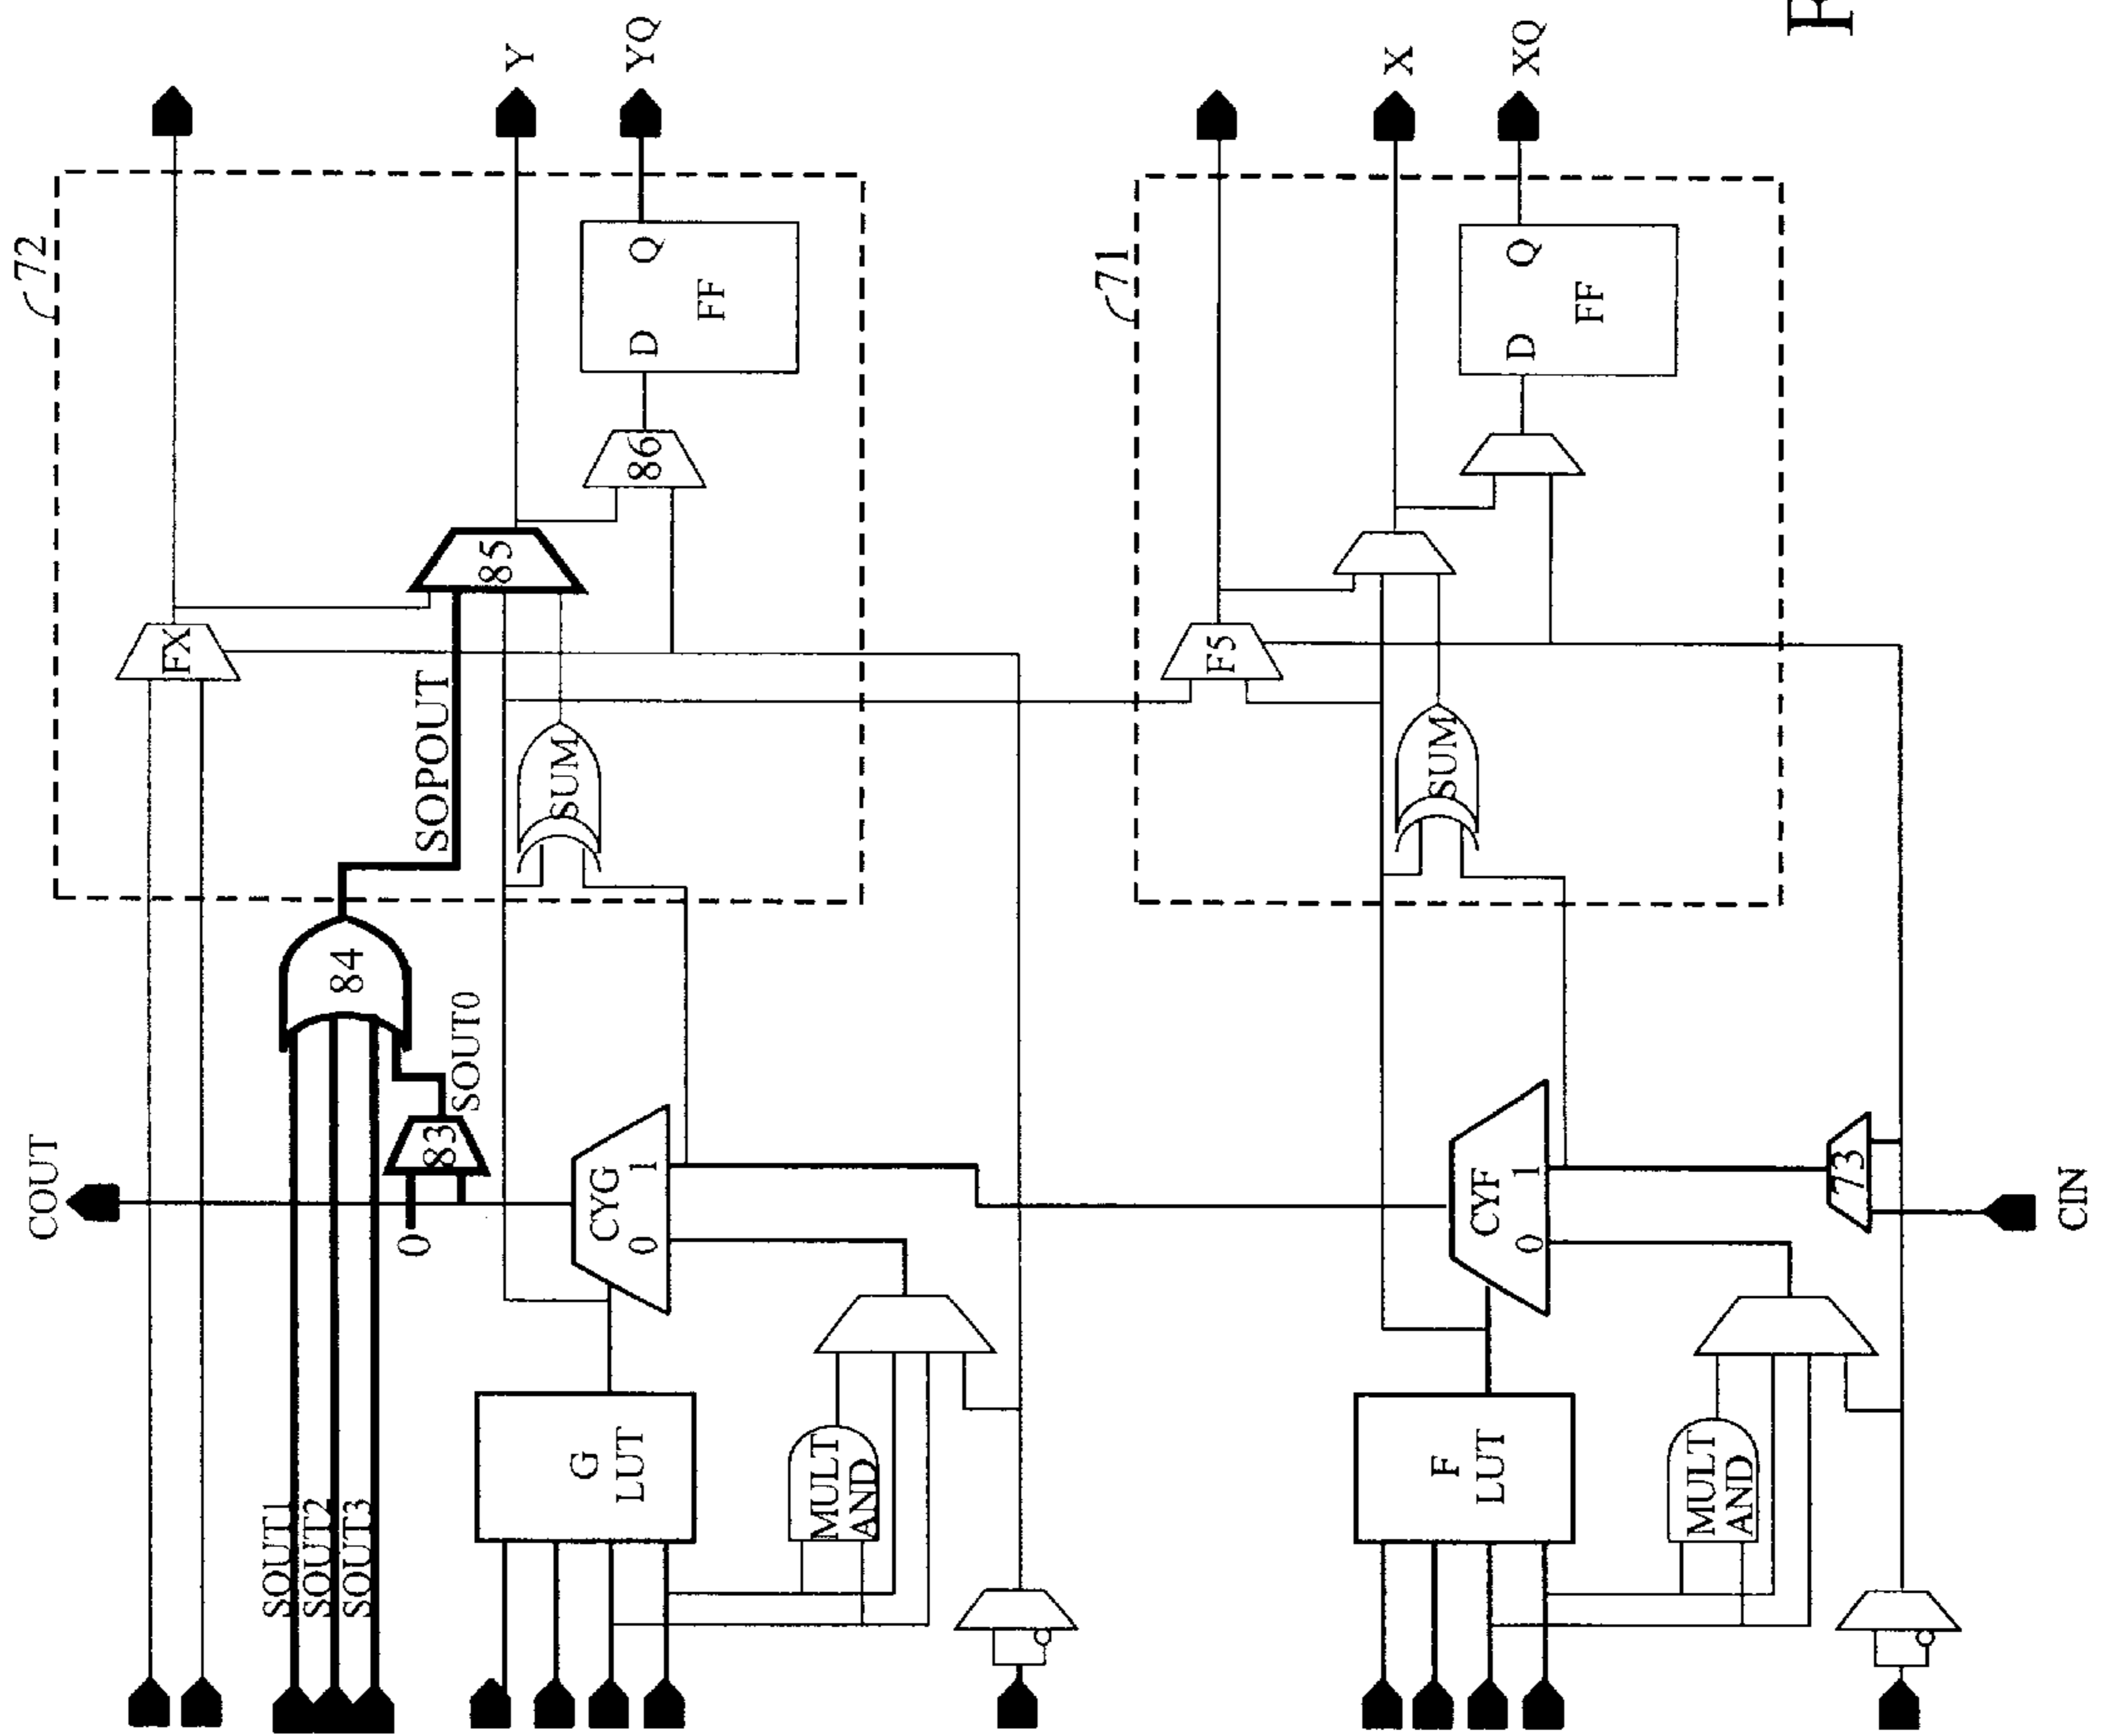 72
Y
YQ
D
Q
FF
86
85
FX
SOPOUT
SUM
84
SOUT0
83
COUT
0
CYG
0
1
SOUT1
SOUT2
SOUT3
G
LUT
MULT
AND
71
X
XQ
D
Q
FF
F5
SUM
CYF
0
1
73
CIN
F
LUT
MULT
AND